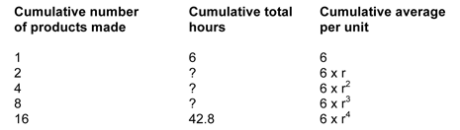 Cumulative number Cumulative total Cumulative average
of products made hours per unit
1 6 6
2 ? 6 x r
4 ? 6 x r²
8 ? 6 x r³
16 42.8 6 x r⁴